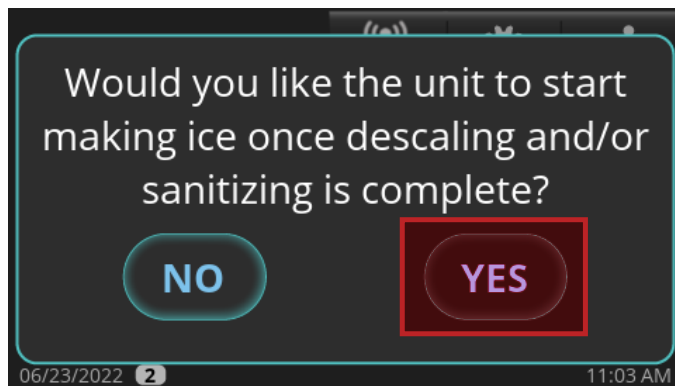 Would you like the unit to start
making ice once descaling and/or
sanitizing is complete?
NO YES
06/23/2022 2 11:03 AM